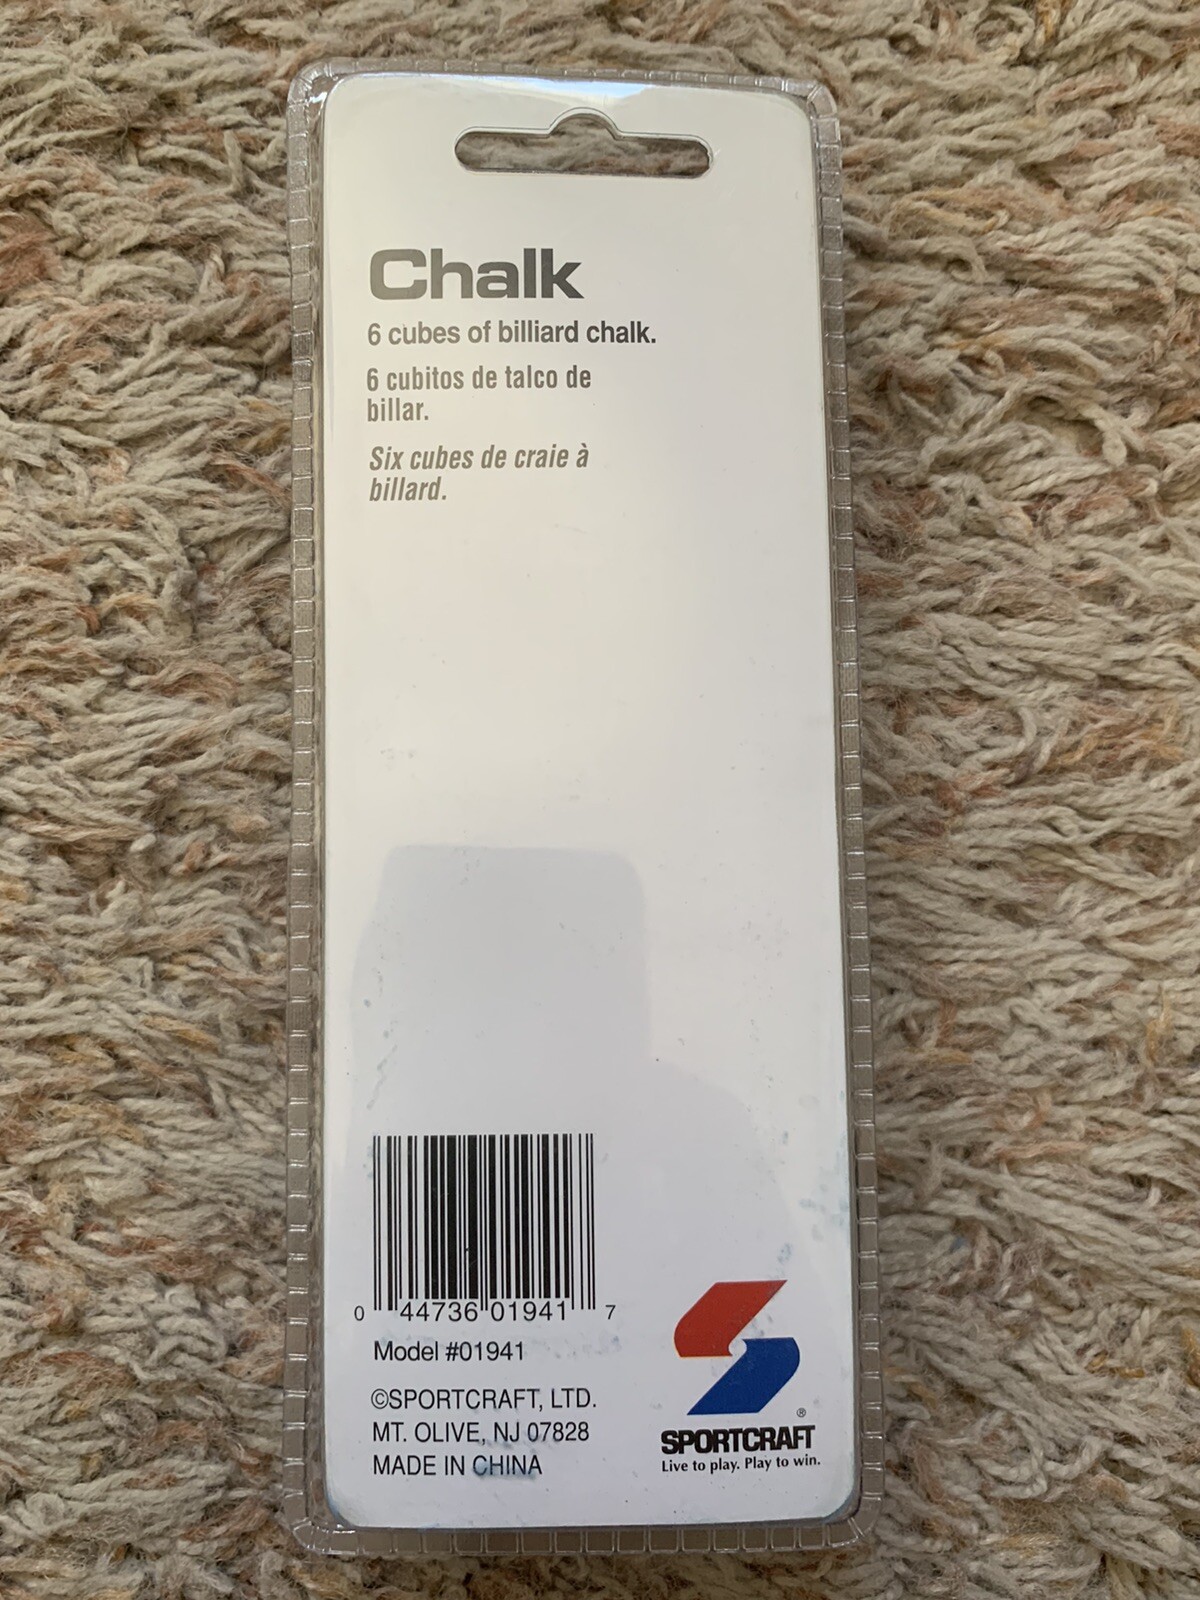 Chalk
6 cubes of billiard chalk.
6 cubitos de talco de
billar.
Six cubes de craie à
billard.
0 44736 01941 7
Model #01941
©SPORTCRAFT, LTD.
MT. OLIVE, NJ 07828
MADE IN CHINA
®
SPORTCRAFT
Live to play. Play to win.